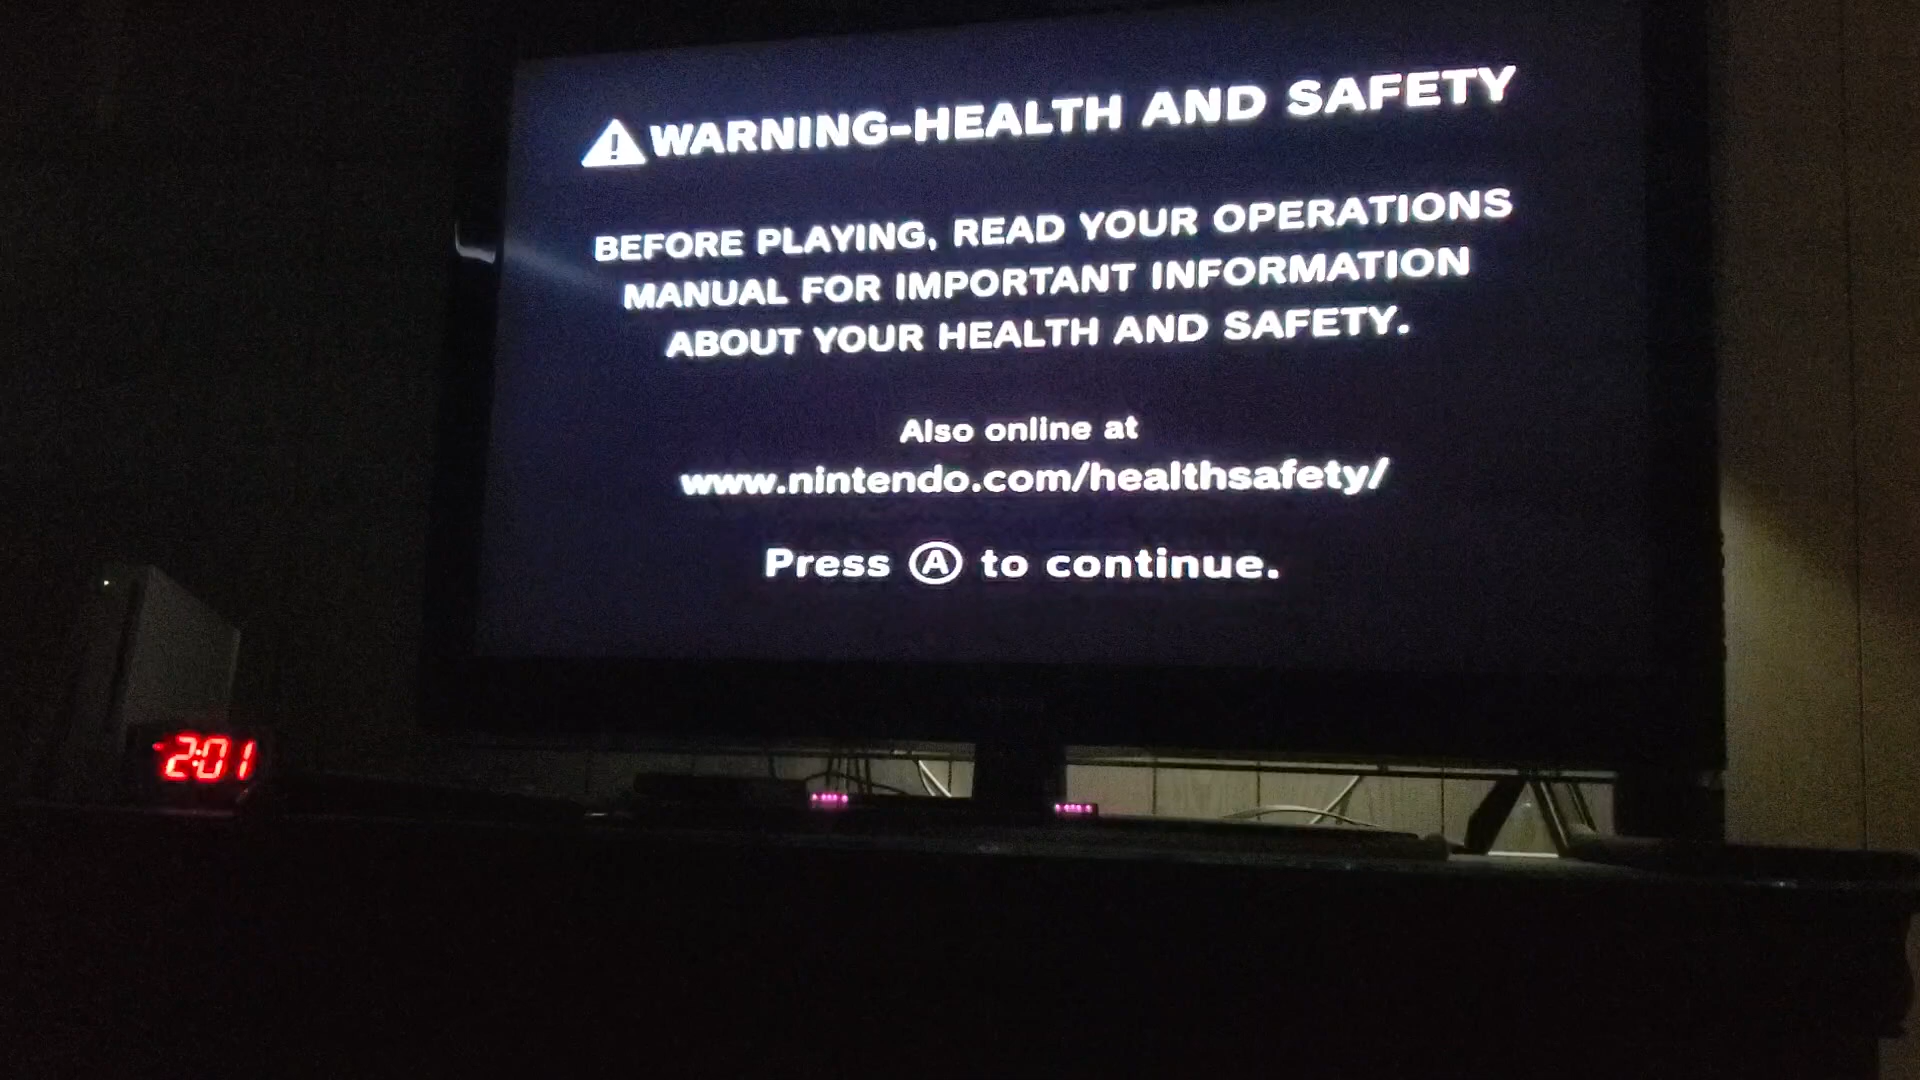 WARNING-HEALTH AND SAFETY
BEFORE PLAYING, READ YOUR OPERATIONS
MANUAL FOR IMPORTANT INFORMATION
ABOUT YOUR HEALTH AND SAFETY.
Also online at
www.nintendo.com/healthsafety/
Press Ⓐ to continue.
2:01